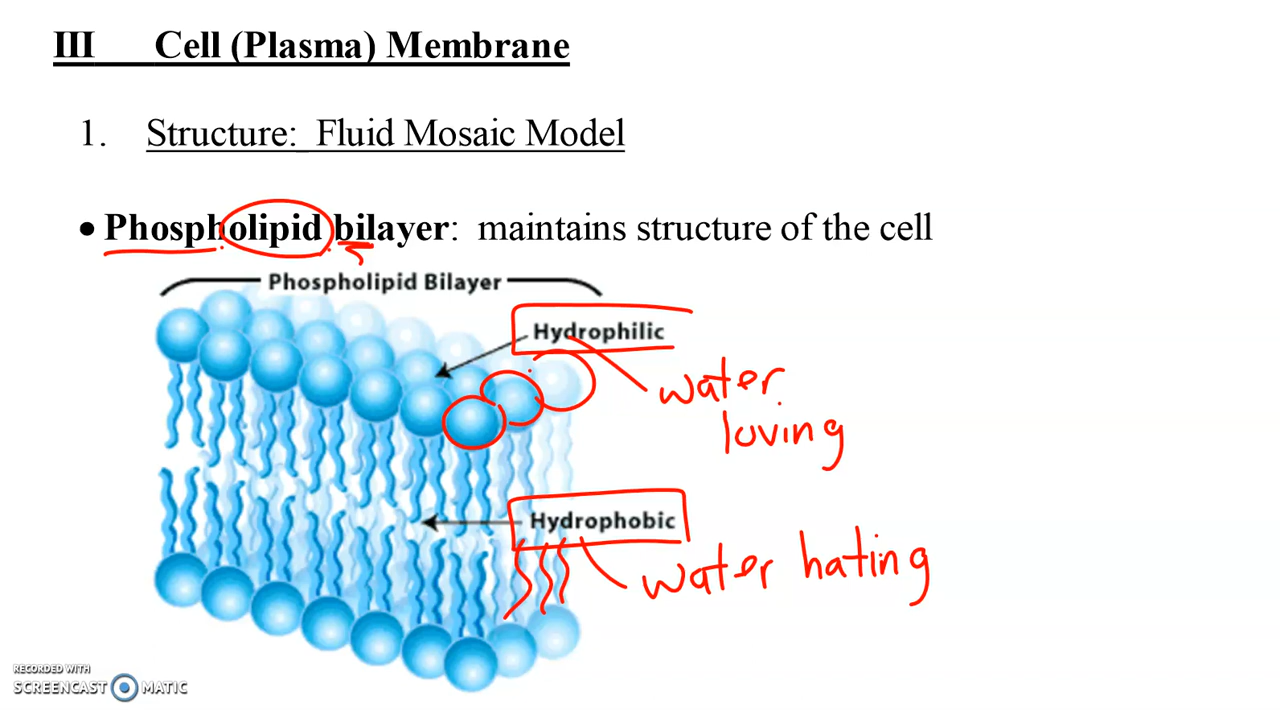 III Cell (Plasma) Membrane
1. Structure: Fluid Mosaic Model
• Phospholipid bilayer: maintains structure of the cell
Phospholipid Bilayer
Hydrophilic
water
loving
Hydrophobic
water hating
RECORDED WITH
SCREENCAST MATIC